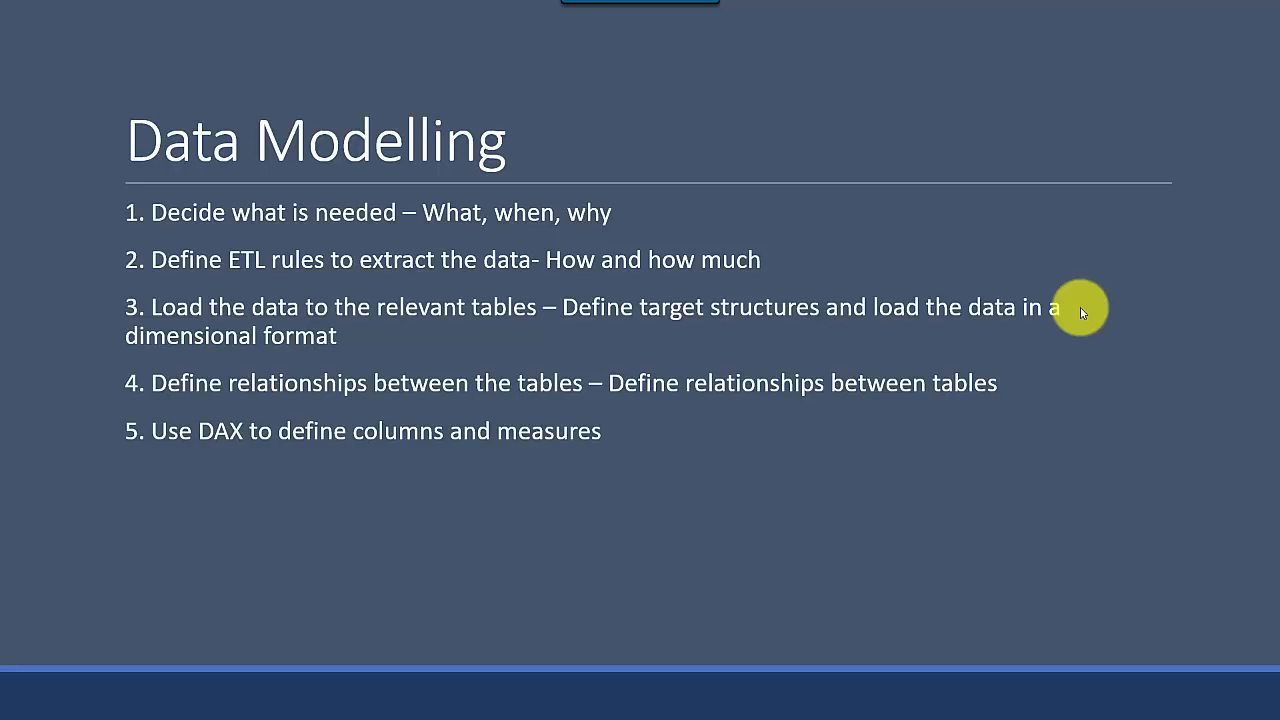 Data Modelling
1. Decide what is needed – What, when, why
2. Define ETL rules to extract the data- How and how much
3. Load the data to the relevant tables – Define target structures and load the data in a
dimensional format
4. Define relationships between the tables – Define relationships between tables
5. Use DAX to define columns and measures